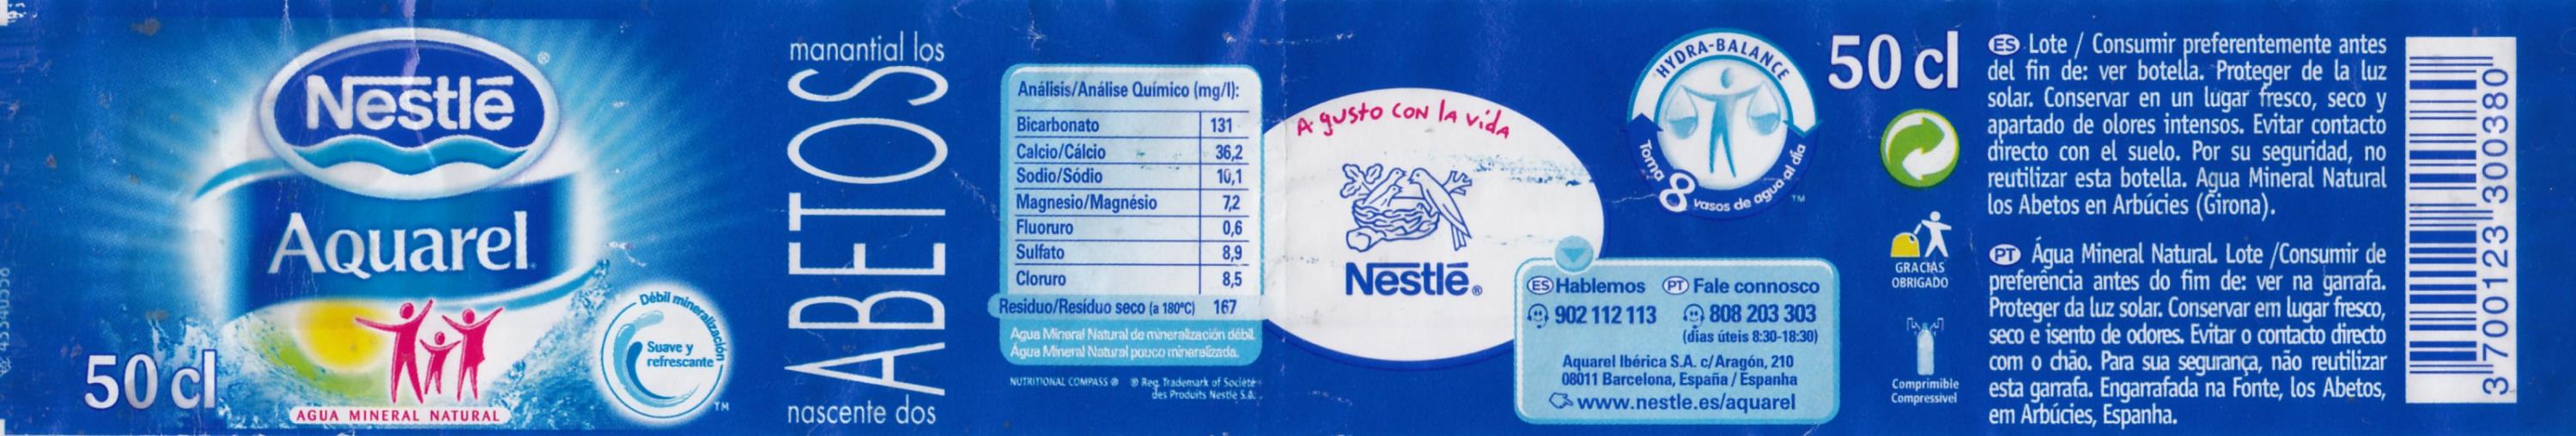 Nestlé ®
Aquarel
50 cl
AGUA MINERAL NATURAL
Débil mineralización
Suave y
refrescante
TM
manantial los
ABETOS
nascente dos
Análisis/Análise Químico (mg/l):
Bicarbonato 131
Calcio/Cálcio 36,2
Sodio/Sódio 10,1
Magnesio/Magnésio 7,2
Fluoruro 0,6
Sulfato 8,9
Cloruro 8,5
Residuo/Resíduo seco (a 180ºC) 167
Agua Mineral Natural de mineralización débil.
Água Mineral Natural pouco mineralizada.
NUTRITIONAL COMPASS ® ® Reg. Trademark of Société
des Produits Nestlé S.A.
A gusto con la vida
Nestlé®
HYDRA-BALANCE
Toma 8 vasos de agua al día
TM
ES Hablemos PT Fale connosco
902 112 113 808 203 303
(dias úteis 8:30-18:30)
Aquarel Ibérica S.A. c/Aragón, 210
08011 Barcelona, España / Espanha
www.nestle.es/aquarel
50 cl
GRACIAS
OBRIGADO
Comprimible
Compressível
ES Lote / Consumir preferentemente antes
del fin de: ver botella. Proteger de la luz
solar. Conservar en un lugar fresco, seco y
apartado de olores intensos. Evitar contacto
directo con el suelo. Por su seguridad, no
reutilizar esta botella. Agua Mineral Natural
los Abetos en Arbúcies (Girona).
PT Água Mineral Natural. Lote /Consumir de
preferência antes do fim de: ver na garrafa.
Proteger da luz solar. Conservar em lugar fresco,
seco e isento de odores. Evitar o contacto directo
com o chão. Para sua segurança, não reutilizar
esta garrafa. Engarrafada na Fonte, los Abetos,
em Arbúcies, Espanha.
3 700123 300380